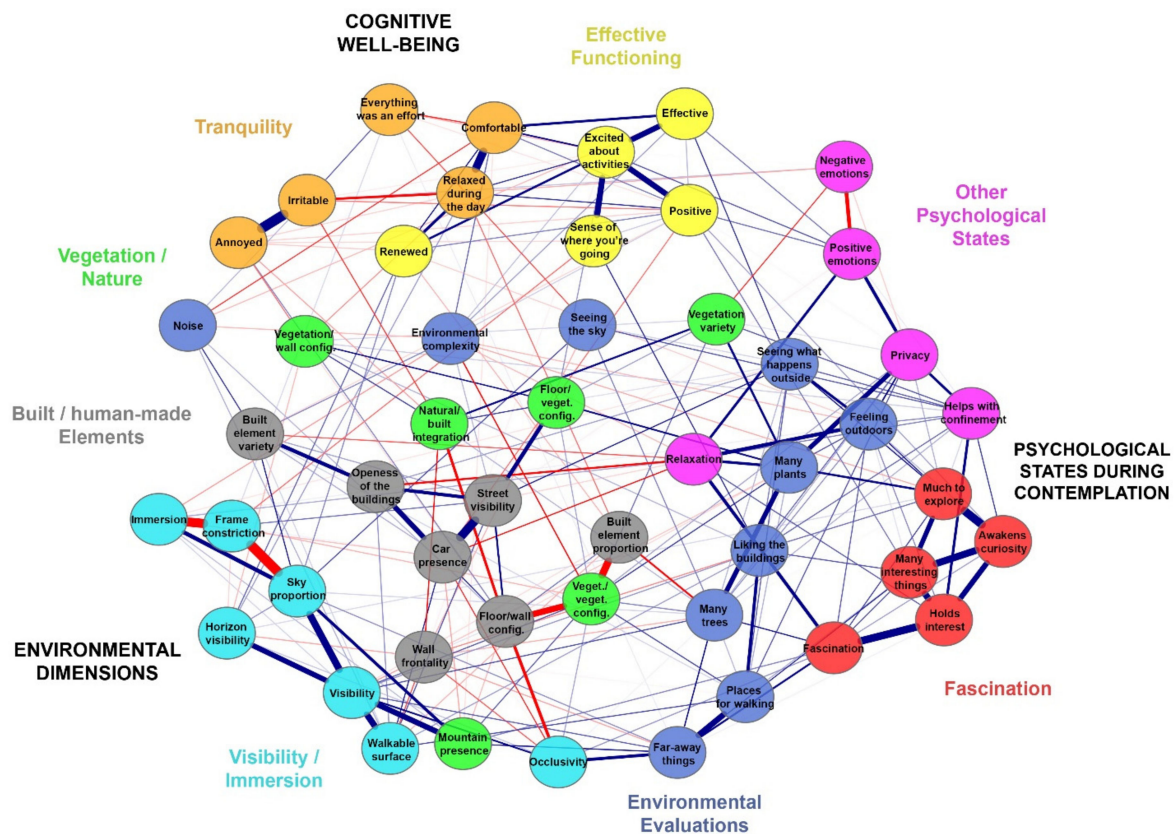 COGNITIVE
WELL-BEING
Effective
Functioning
Tranquility
Everything
was an effort
Comfortable
Effective
Excited
about
activities
Negative
emotions
Other
Psychological
States
Irritable
Relaxed
during
the day
Positive
Annoyed
Renewed
Sense of
where you're
going
Positive
emotions
Vegetation /
Nature
Noise
Vegetation/
wall config.
Environmental
complexity
Seeing
the sky
Vegetation
variety
Seeing what
happens
outside
Privacy
Built / human-made
Elements
Built
element
variety
Natural/
built
integration
Floor/
veget.
config.
Feeling
outdoors
Helps with
confinement
Relaxation
Many
plants
PSYCHOLOGICAL
STATES DURING
CONTEMPLATION
Openess
of the
buildings
Street
visibility
Much to
explore
Immersion
Frame
constriction
Car
presence
Built
element
proportion
Liking the
buildings
Awakens
curiosity
Many
interesting
things
Sky
proportion
Veget./
veget.
config.
Holds
interest
Horizon
visibility
Floor/wall
config.
Many
trees
ENVIRONMENTAL
DIMENSIONS
Wall
frontality
Fascination
Visibility
Places
for walking
Fascination
Walkable
surface
Mountain
presence
Occlusivity
Far-away
things
Visibility /
Immersion
Environmental
Evaluations